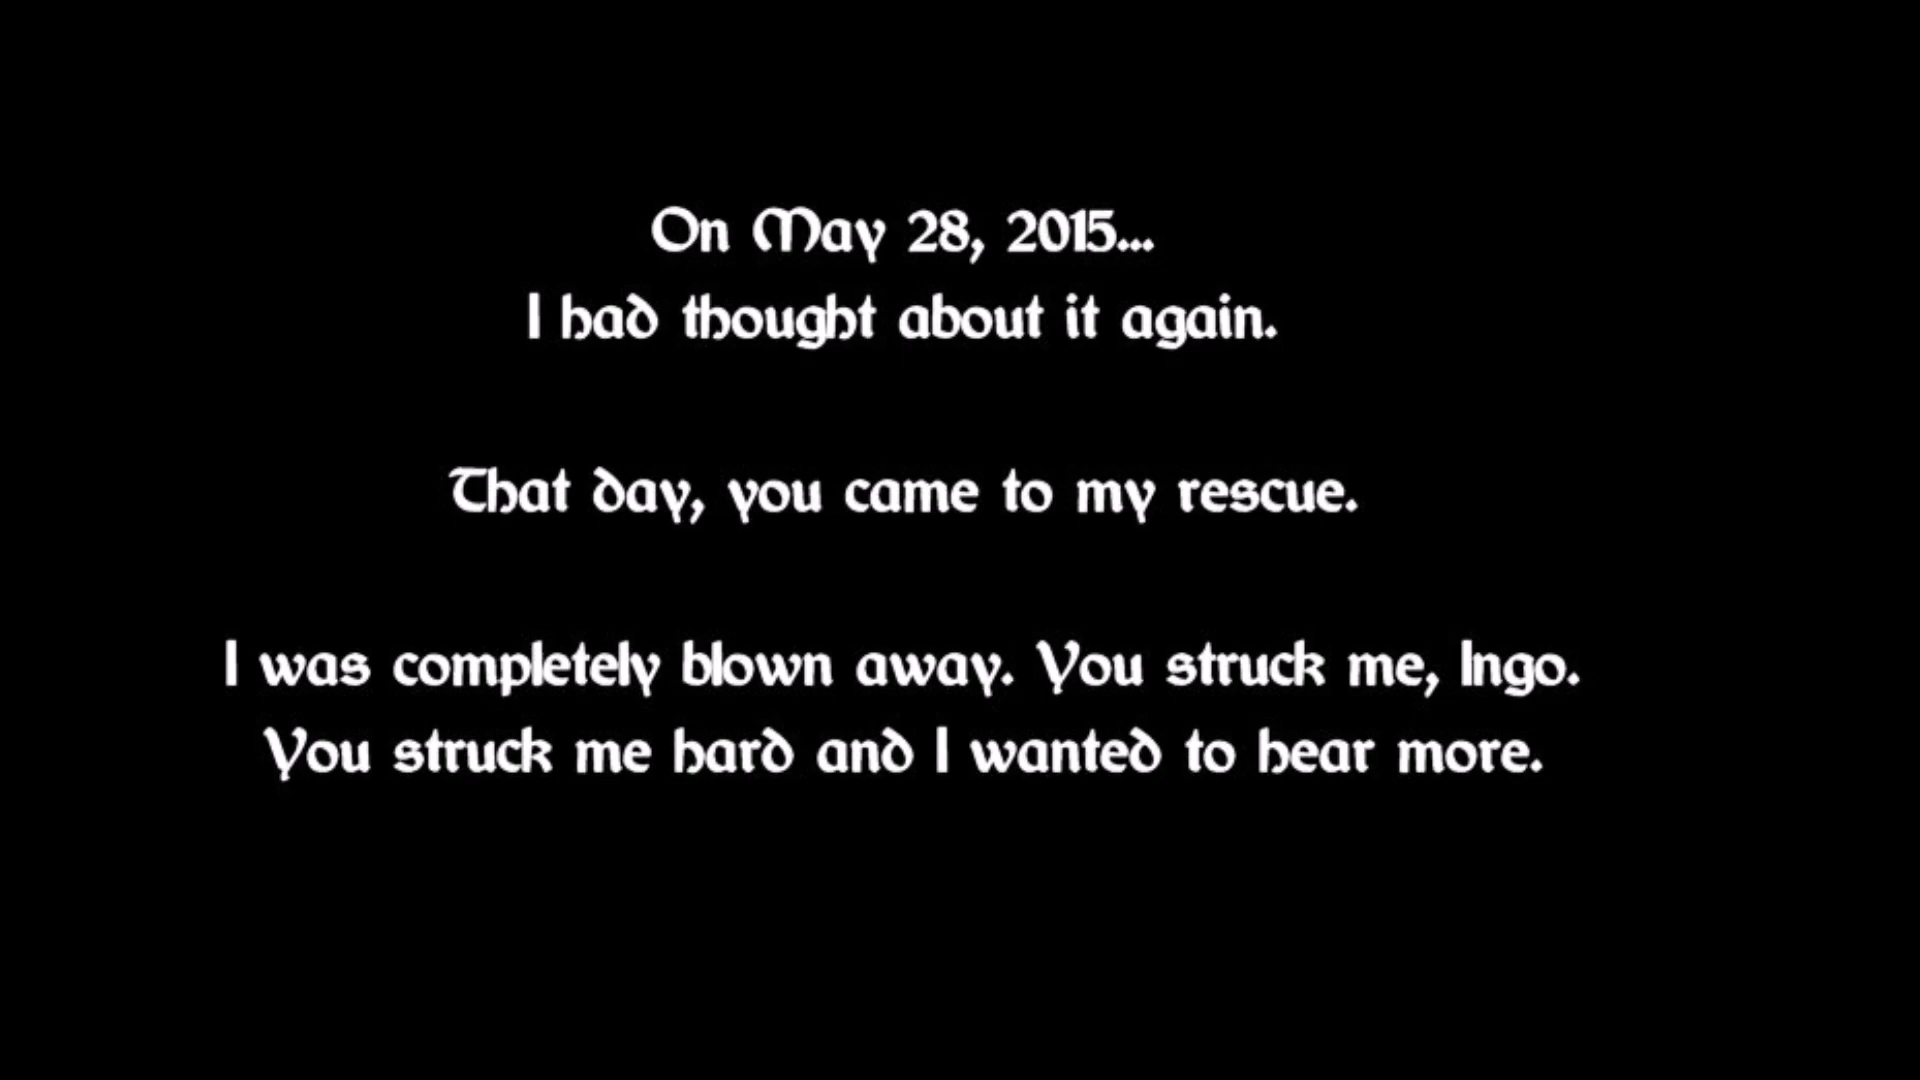 On May 28, 2015...
I had thought about it again.
That day, you came to my rescue.
I was completely blown away. You struck me, Ingo.
You struck me hard and I wanted to hear more.